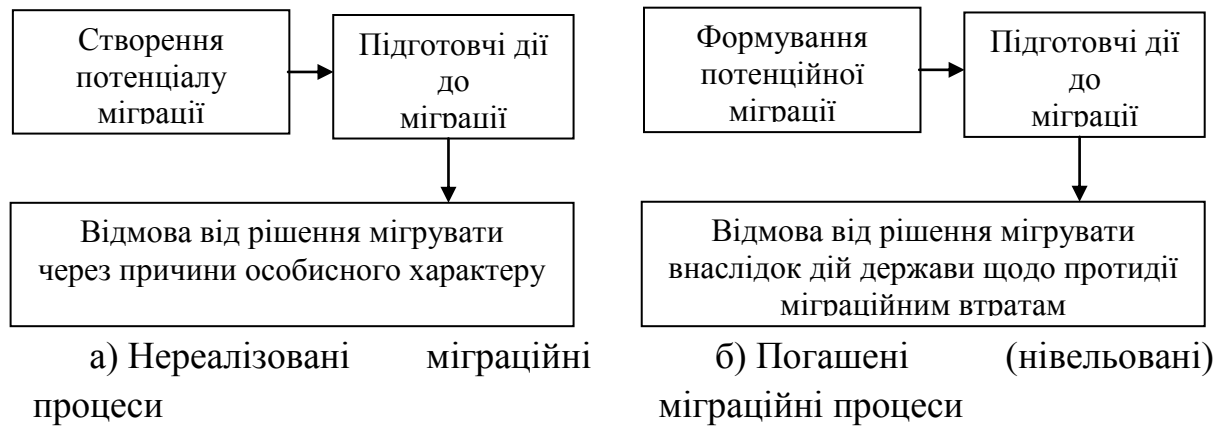 Створення
потенціалу
міграції
Підготовчі дії
до
міграції
Відмова від рішення мігрувати
через причини особисного характеру
а) Нереалізовані міграційні
процеси
Формування
потенційної
міграції
Підготовчі дії
до
міграції
Відмова від рішення мігрувати
внаслідок дій держави щодо протидії
міграційним втратам
б) Погашені (нівельовані)
міграційні процеси